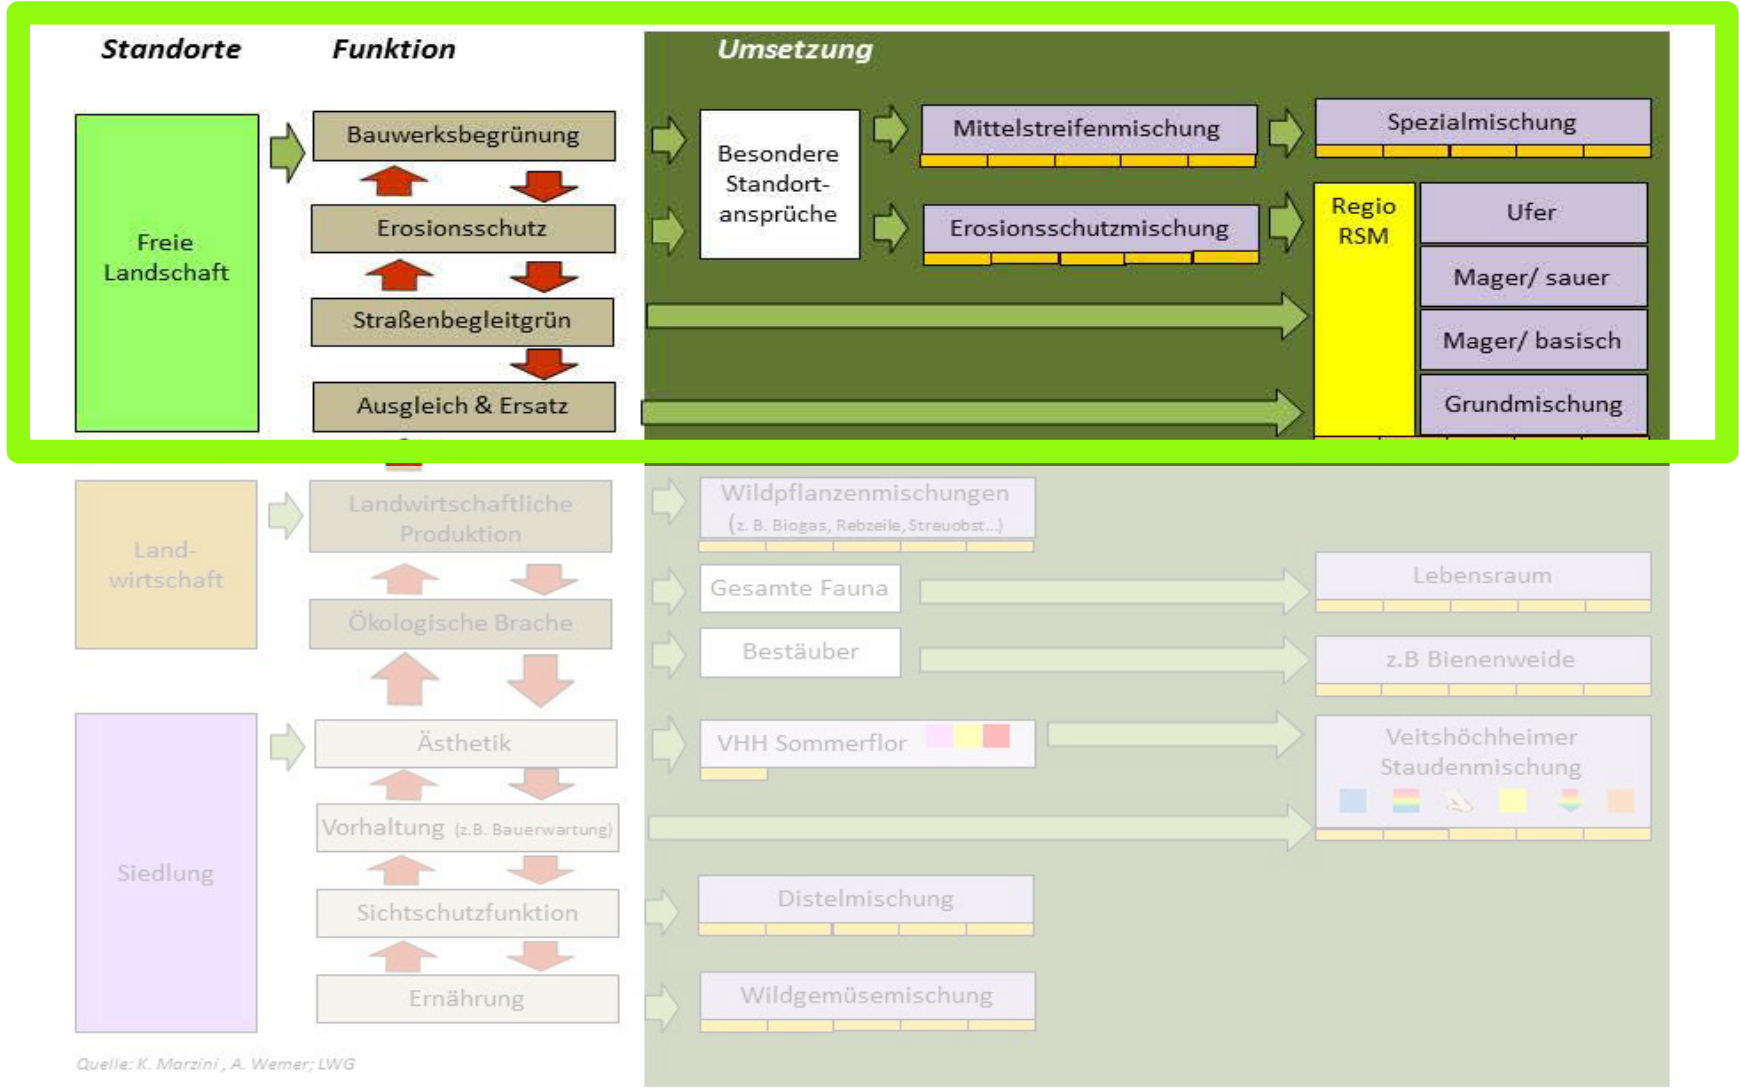 Standorte
Funktion
Umsetzung
Freie
Landschaft
Bauwerksbegrünung
Erosionsschutz
Straßenbegleitgrün
Ausgleich & Ersatz
Besondere
Standort-
ansprüche
Mittelstreifenmischung
Spezialmischung
Erosionsschutzmischung
Regio
RSM
Ufer
Mager/ sauer
Mager/ basisch
Grundmischung
Land-
wirtschaft
Landwirtschaftliche
Produktion
Ökologische Brache
Wildpflanzenmischungen
(z. B. Biogas, Rebzeile, Streuobst...)
Gesamte Fauna
Lebensraum
Bestäuber
z.B Bienenweide
Siedlung
Ästhetik
Vorhaltung (z.B. Bauerwartung)
Sichtschutzfunktion
Ernährung
VHH Sommerflor
Veitshöchheimer
Staudenmischung
Distelmischung
Wildgemüsemischung
Quelle: K. Marzini , A. Werner; LWG